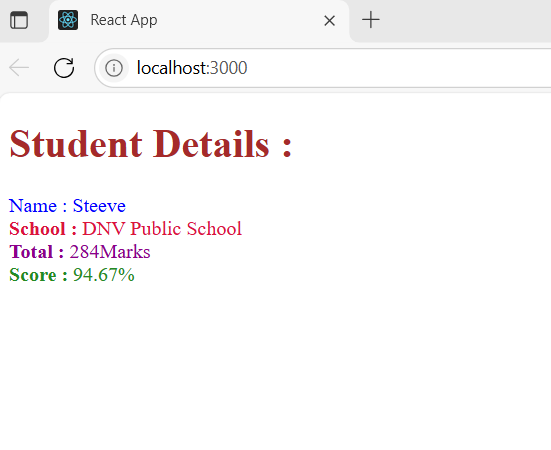 React App
localhost:3000
Student Details :
Name : Steeve
School : DNV Public School
Total : 284Marks
Score : 94.67%